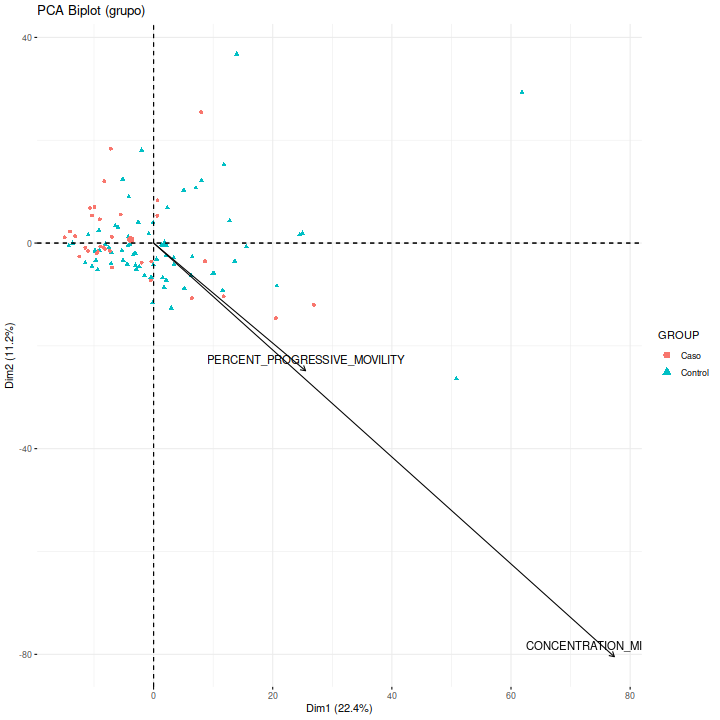 PCA Biplot (grupo)
40
0
-40
-80
Dim2 (11.2%)
PERCENT_PROGRESSIVE_MOVILITY
CONCENTRATION_MI
0
20
40
60
80
Dim1 (22.4%)
GROUP
Caso
Control